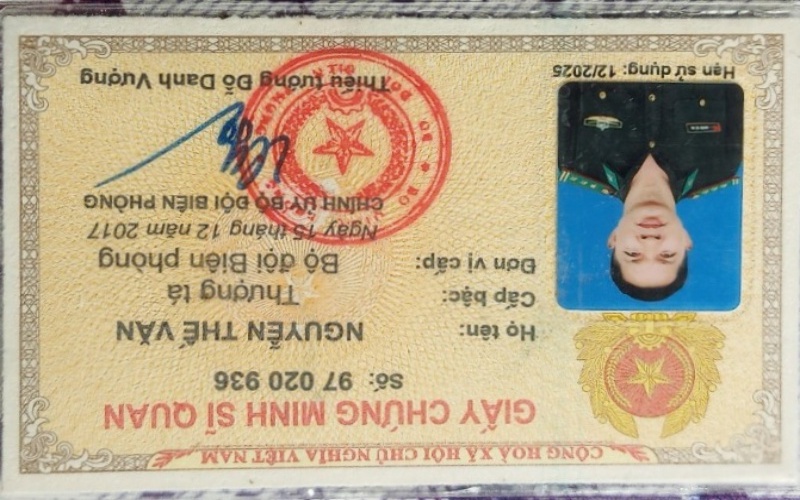 CỘNG HOÀ XÃ HỘI CHỦ NGHĨA VIỆT NAM
GIẤY CHỨNG MINH SĨ QUAN
Số: 97 020 936
Họ tên: NGUYỄN THẾ VĂN
Cấp bậc: Thượng tá
Đơn vị cấp: Bộ đội Biên phòng
Ngày 15 tháng 12 năm 2017
CHÍNH ỦY BỘ ĐỘI BIÊN PHÒNG
Thiếu tướng Đỗ Danh Vượng
Hạn sử dụng: 12/2025